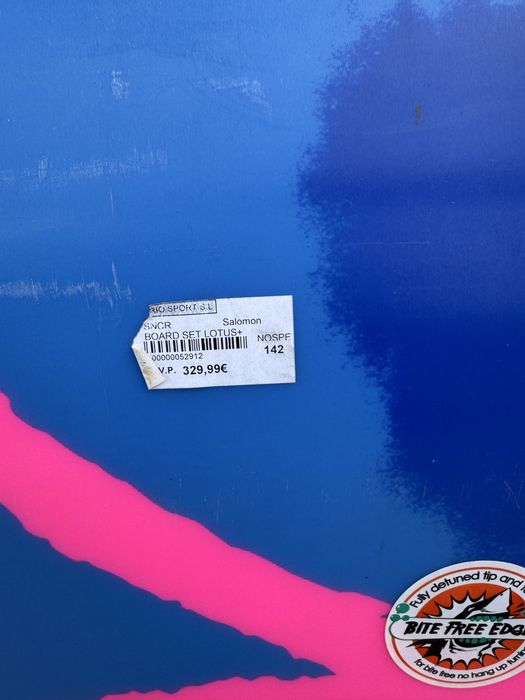 RIO SPORT S.L
SNCR Salomon
BOARD SET LOTUS+ NOSPE
142
00000052912
V.P. 329,99€
Fully detuned tip and
BITE FREE EDGE
for bite free no hang up turning